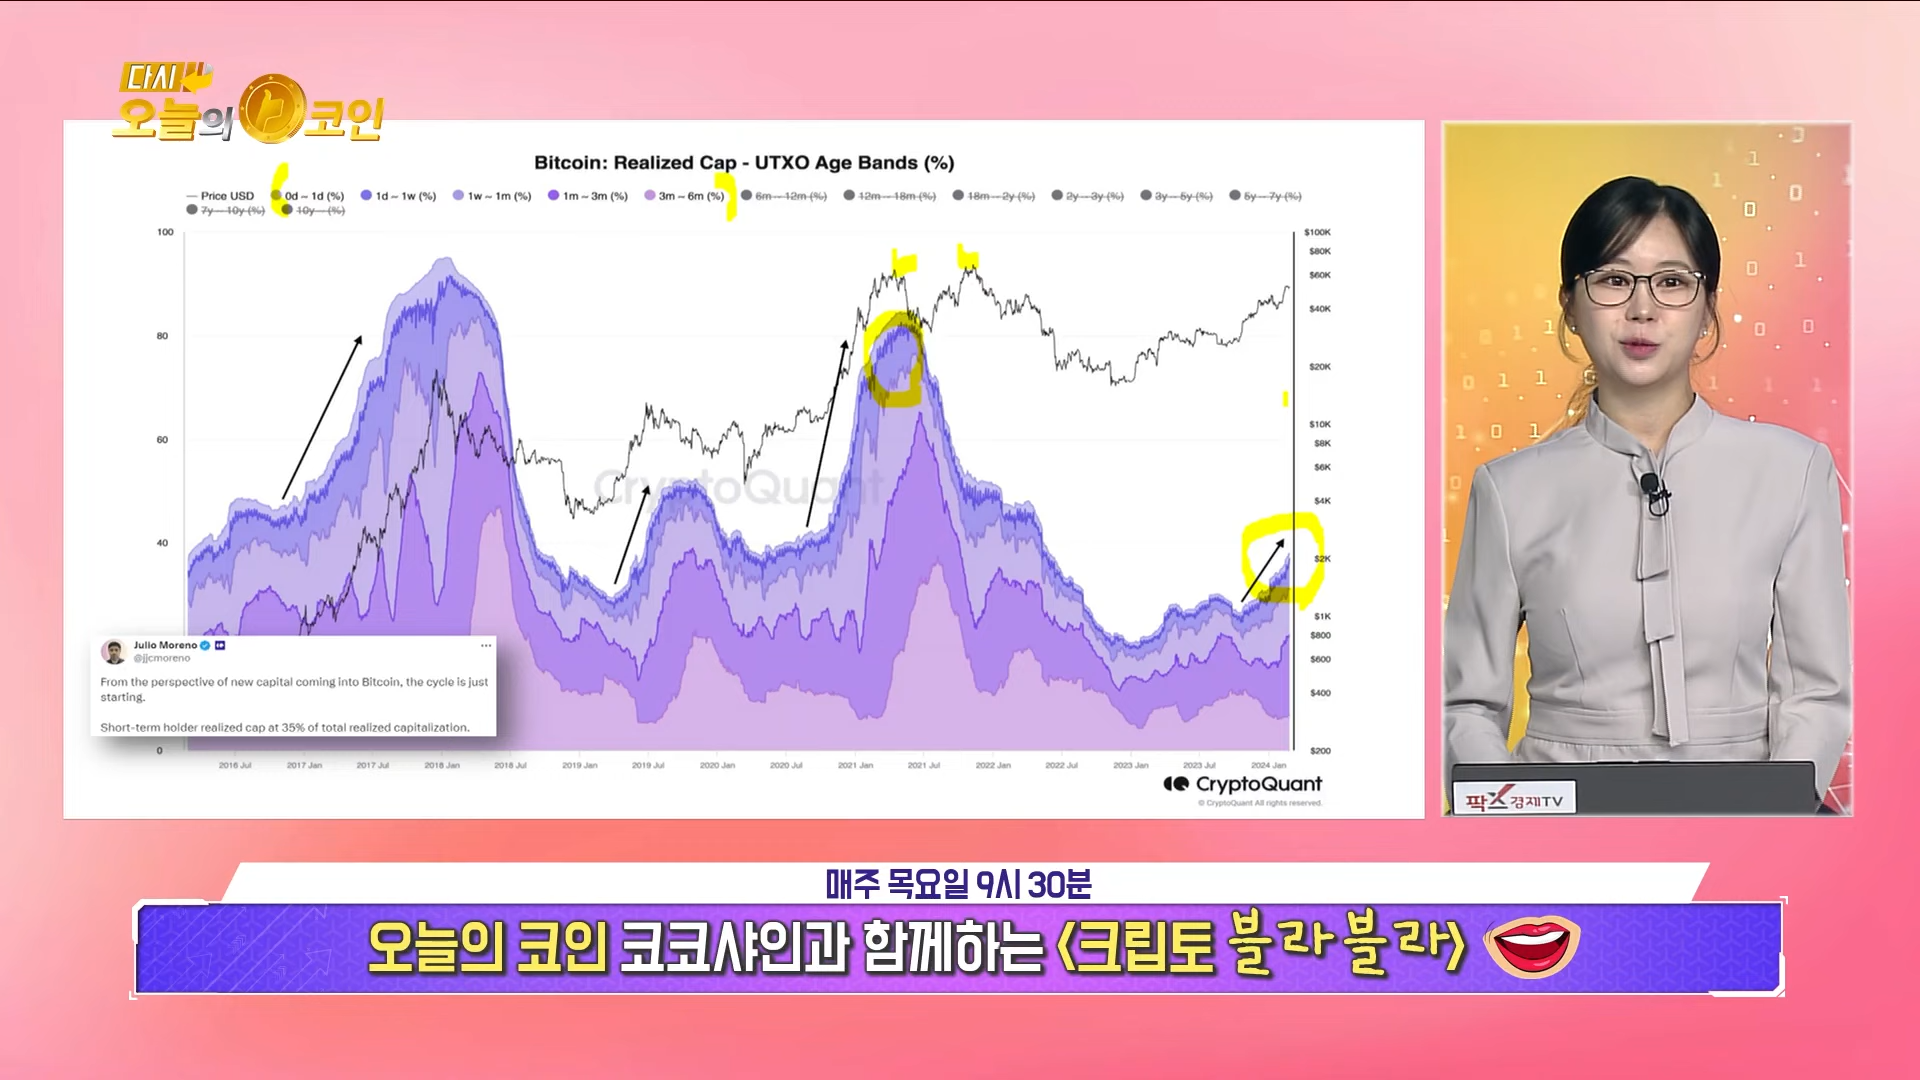 다시
오늘의 코인
Bitcoin: Realized Cap - UTXO Age Bands (%)
Price USD 0d ~ 1d (%) 1d ~ 1w (%) 1w ~ 1m (%) 1m ~ 3m (%) 3m ~ 6m (%) 6m ~ 12m (%) 12m ~ 18m (%) 18m ~ 2y (%) 2y ~ 3y (%) 3y ~ 5y (%) 5y ~ 7y (%)
7y ~ 10y (%) 10y ~ (%)
100
80
60
40
0
$100K
$80K
$60K
$40K
$20K
$10K
$8K
$6K
$4K
$2K
$1K
$800
$600
$400
$200
CryptoQuant
Julio Moreno
@jjcmoreno
From the perspective of new capital coming into Bitcoin, the cycle is just
starting.
Short-term holder realized cap at 35% of total realized capitalization.
2016 Jul 2017 Jan 2017 Jul 2018 Jan 2018 Jul 2019 Jan 2019 Jul 2020 Jan 2020 Jul 2021 Jan 2021 Jul 2022 Jan 2022 Jul 2023 Jan 2023 Jul 2024 Jan
CryptoQuant
© CryptoQuant All rights reserved.
팍스경제TV
매주 목요일 9시 30분
오늘의 코인 코코샤인과 함께하는 <크립토 블라블라>